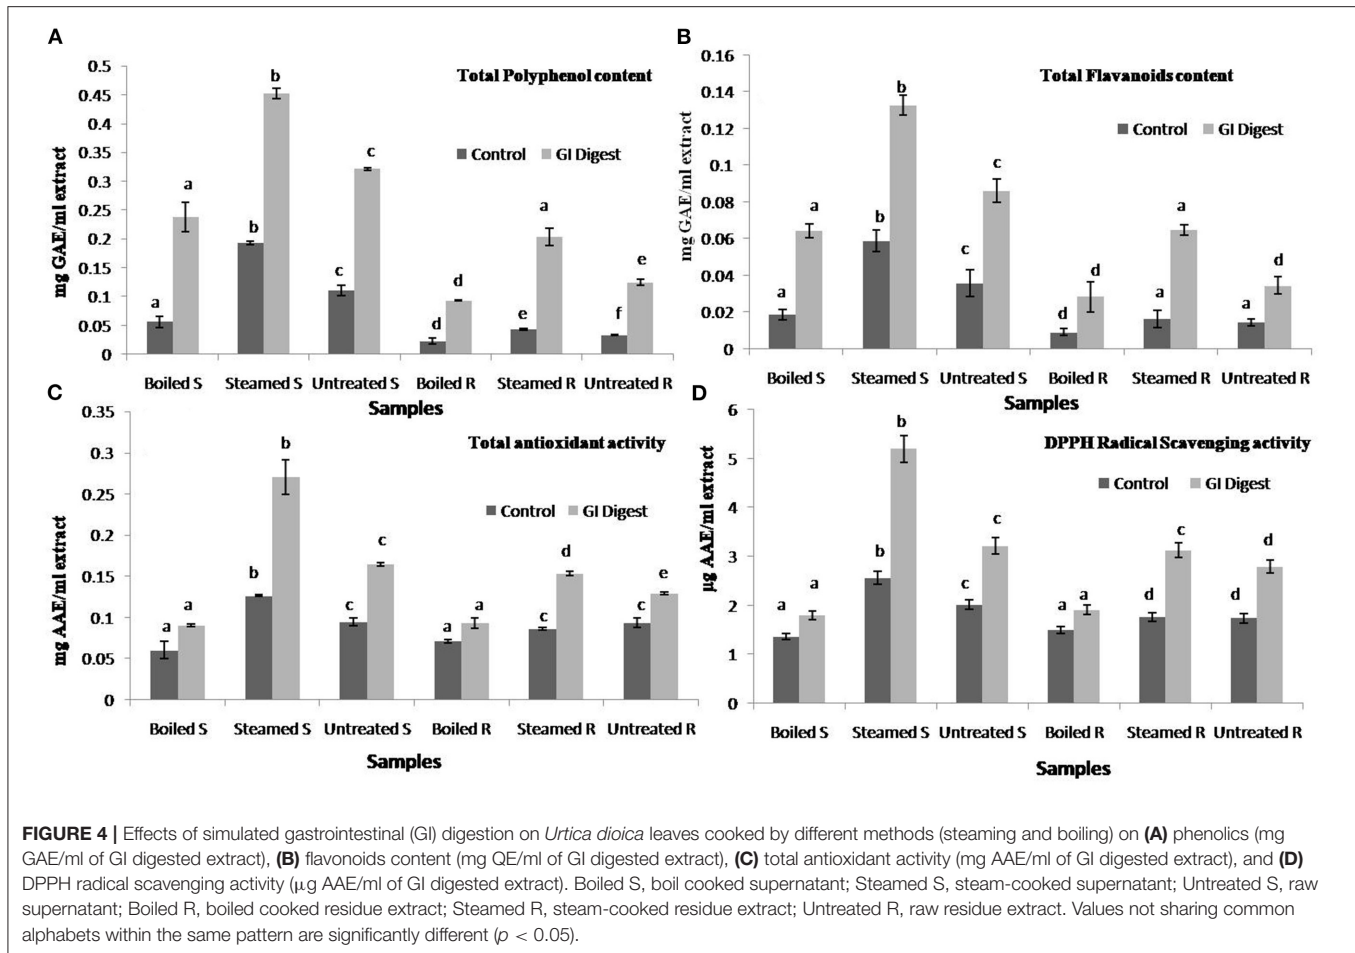 A
Total Polyphenol content
Control
GI Digest
mg GAE/ml extract
0.5
0.45
0.4
0.35
0.3
0.25
0.2
0.15
0.1
0.05
0
a
a
b
b
c
c
d
d
e
a
f
e
Boiled S
Steamed S
Untreated S
Boiled R
Steamed R
Untreated R
Samples
B
Total Flavanoids content
Control
GI Digest
mg GAE/ml extract
0.16
0.14
0.12
0.1
0.08
0.06
0.04
0.02
0
a
a
b
b
c
c
d
d
a
a
a
d
Boiled S
Steamed S
Untreated S
Boiled R
Steamed R
Untreated R
Samples
C
Total antioxidant activity
Control
GI Digest
mg AAE/ml extract
0.35
0.3
0.25
0.2
0.15
0.1
0.05
0
a
a
b
b
c
c
a
a
c
d
c
e
Boiled S
Steamed S
Untreated S
Boiled R
Steamed R
Untreated R
Samples
D
DPPH Radical Scavenging activity
Control
GI Digest
µg AAE/ml extract
6
5
4
3
2
1
0
a
a
b
b
c
c
a
a
d
c
d
d
Boiled S
Steamed S
Untreated S
Boiled R
Steamed R
Untreated R
Samples
FIGURE 4 | Effects of simulated gastrointestinal (GI) digestion on Urtica dioica leaves cooked by different methods (steaming and boiling) on (A) phenolics (mg
GAE/ml of GI digested extract), (B) flavonoids content (mg QE/ml of GI digested extract), (C) total antioxidant activity (mg AAE/ml of GI digested extract), and (D)
DPPH radical scavenging activity (µg AAE/ml of GI digested extract). Boiled S, boil cooked supernatant; Steamed S, steam-cooked supernatant; Untreated S, raw
supernatant; Boiled R, boiled cooked residue extract; Steamed R, steam-cooked residue extract; Untreated R, raw residue extract. Values not sharing common
alphabets within the same pattern are significantly different (p < 0.05).